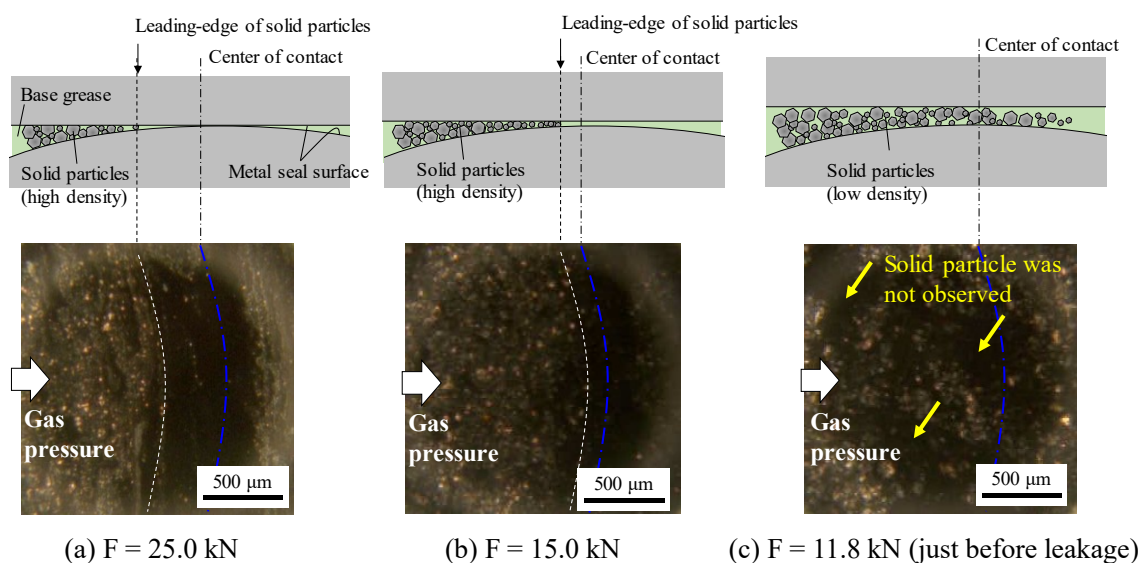 Leading-edge of solid particles
Center of contact
Base grease
Solid particles
(high density)
Metal seal surface
Gas
pressure
500 μm
(a) F = 25.0 kN
Leading-edge of solid particles
Center of contact
Solid particles
(high density)
Gas
pressure
500 μm
(b) F = 15.0 kN
Center of contact
Solid particles
(low density)
Solid particle was
not observed
Gas
pressure
500 μm
(c) F = 11.8 kN (just before leakage)